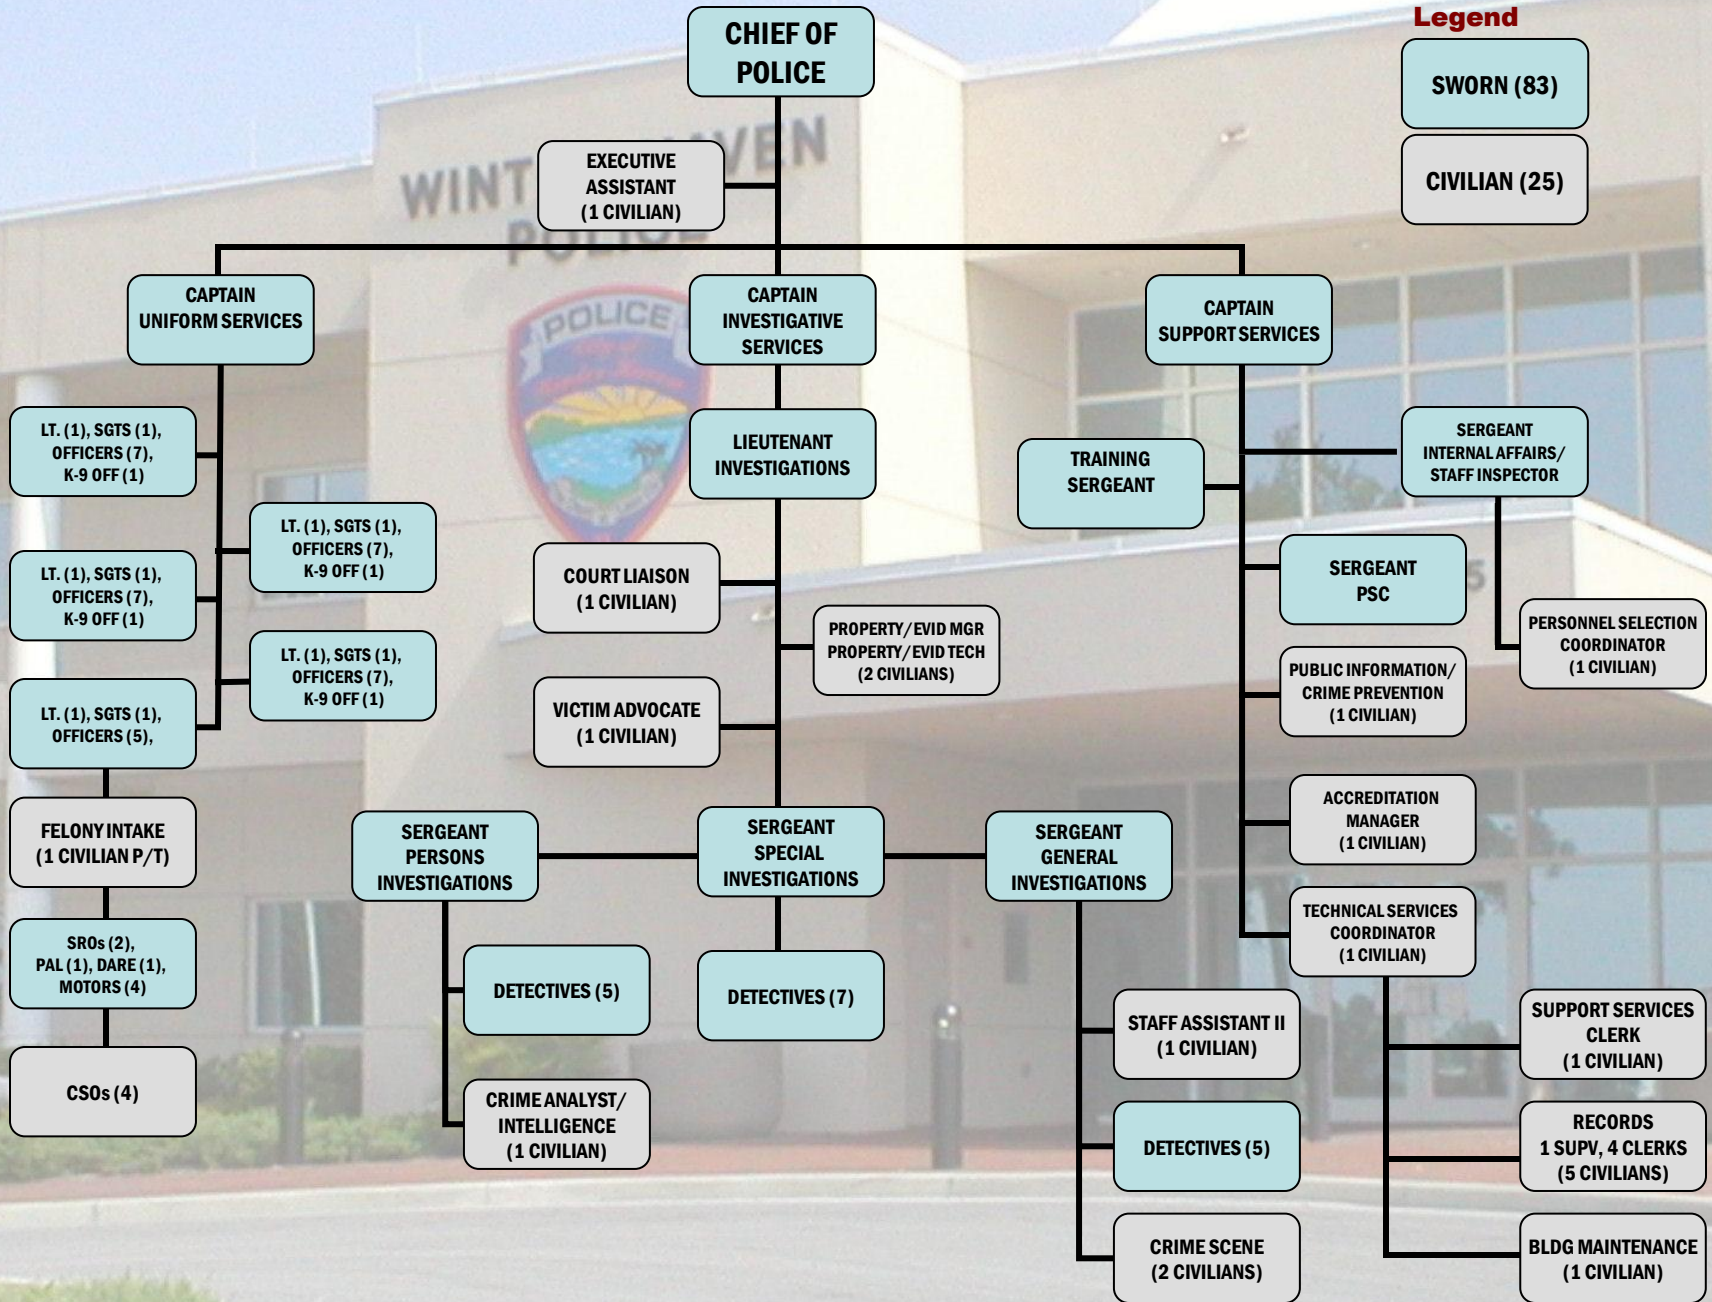 Legend
SWORN (83)
CIVILIAN (25)
CHIEF OF
POLICE
EXECUTIVE
ASSISTANT
(1 CIVILIAN)
WINT
VEN
POLICE
POLICE
CAPTAIN
UNIFORM SERVICES
CAPTAIN
INVESTIGATIVE
SERVICES
CAPTAIN
SUPPORT SERVICES
LT. (1), SGTS (1),
OFFICERS (7),
K-9 OFF (1)
LT. (1), SGTS (1),
OFFICERS (7),
K-9 OFF (1)
LT. (1), SGTS (1),
OFFICERS (7),
K-9 OFF (1)
LT. (1), SGTS (1),
OFFICERS (7),
K-9 OFF (1)
LT. (1), SGTS (1),
OFFICERS (5),
FELONY INTAKE
(1 CIVILIAN P/T)
SROs (2),
PAL (1), DARE (1),
MOTORS (4)
CSOs (4)
LIEUTENANT
INVESTIGATIONS
COURT LIAISON
(1 CIVILIAN)
PROPERTY/EVID MGR
PROPERTY/EVID TECH
(2 CIVILIANS)
VICTIM ADVOCATE
(1 CIVILIAN)
SERGEANT
PERSONS
INVESTIGATIONS
SERGEANT
SPECIAL
INVESTIGATIONS
SERGEANT
GENERAL
INVESTIGATIONS
DETECTIVES (5)
CRIME ANALYST/
INTELLIGENCE
(1 CIVILIAN)
DETECTIVES (7)
STAFF ASSISTANT II
(1 CIVILIAN)
DETECTIVES (5)
CRIME SCENE
(2 CIVILIANS)
TRAINING
SERGEANT
SERGEANT
INTERNAL AFFAIRS/
STAFF INSPECTOR
SERGEANT
PSC
5
PERSONNEL SELECTION
COORDINATOR
(1 CIVILIAN)
PUBLIC INFORMATION/
CRIME PREVENTION
(1 CIVILIAN)
ACCREDITATION
MANAGER
(1 CIVILIAN)
TECHNICAL SERVICES
COORDINATOR
(1 CIVILIAN)
SUPPORT SERVICES
CLERK
(1 CIVILIAN)
RECORDS
1 SUPV, 4 CLERKS
(5 CIVILIANS)
BLDG MAINTENANCE
(1 CIVILIAN)